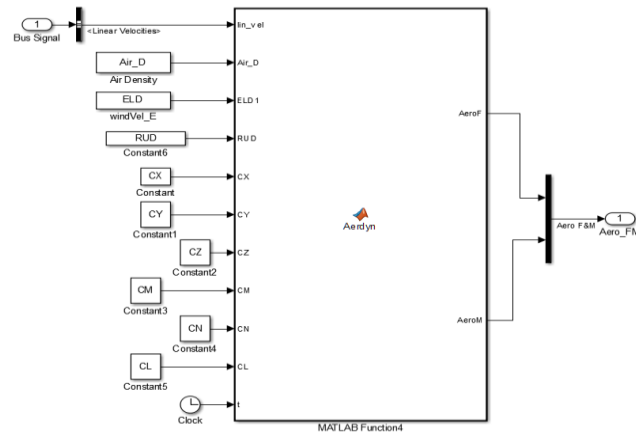 1
Bus Signal
<Linear Velocities>
lin_vel
Air_D
Air Density
Air_D
ELD
windVel_E
ELD1
RUD
Constant6
RUD
CX
Constant
CX
CY
Constant1
CY
CZ
Constant2
CZ
CM
Constant3
CM
CN
Constant4
CN
CL
Constant5
CL
Clock
t
Aerdyn
MATLAB Function4
AeroF
AeroM
Aero F&M
1
Aero_FM